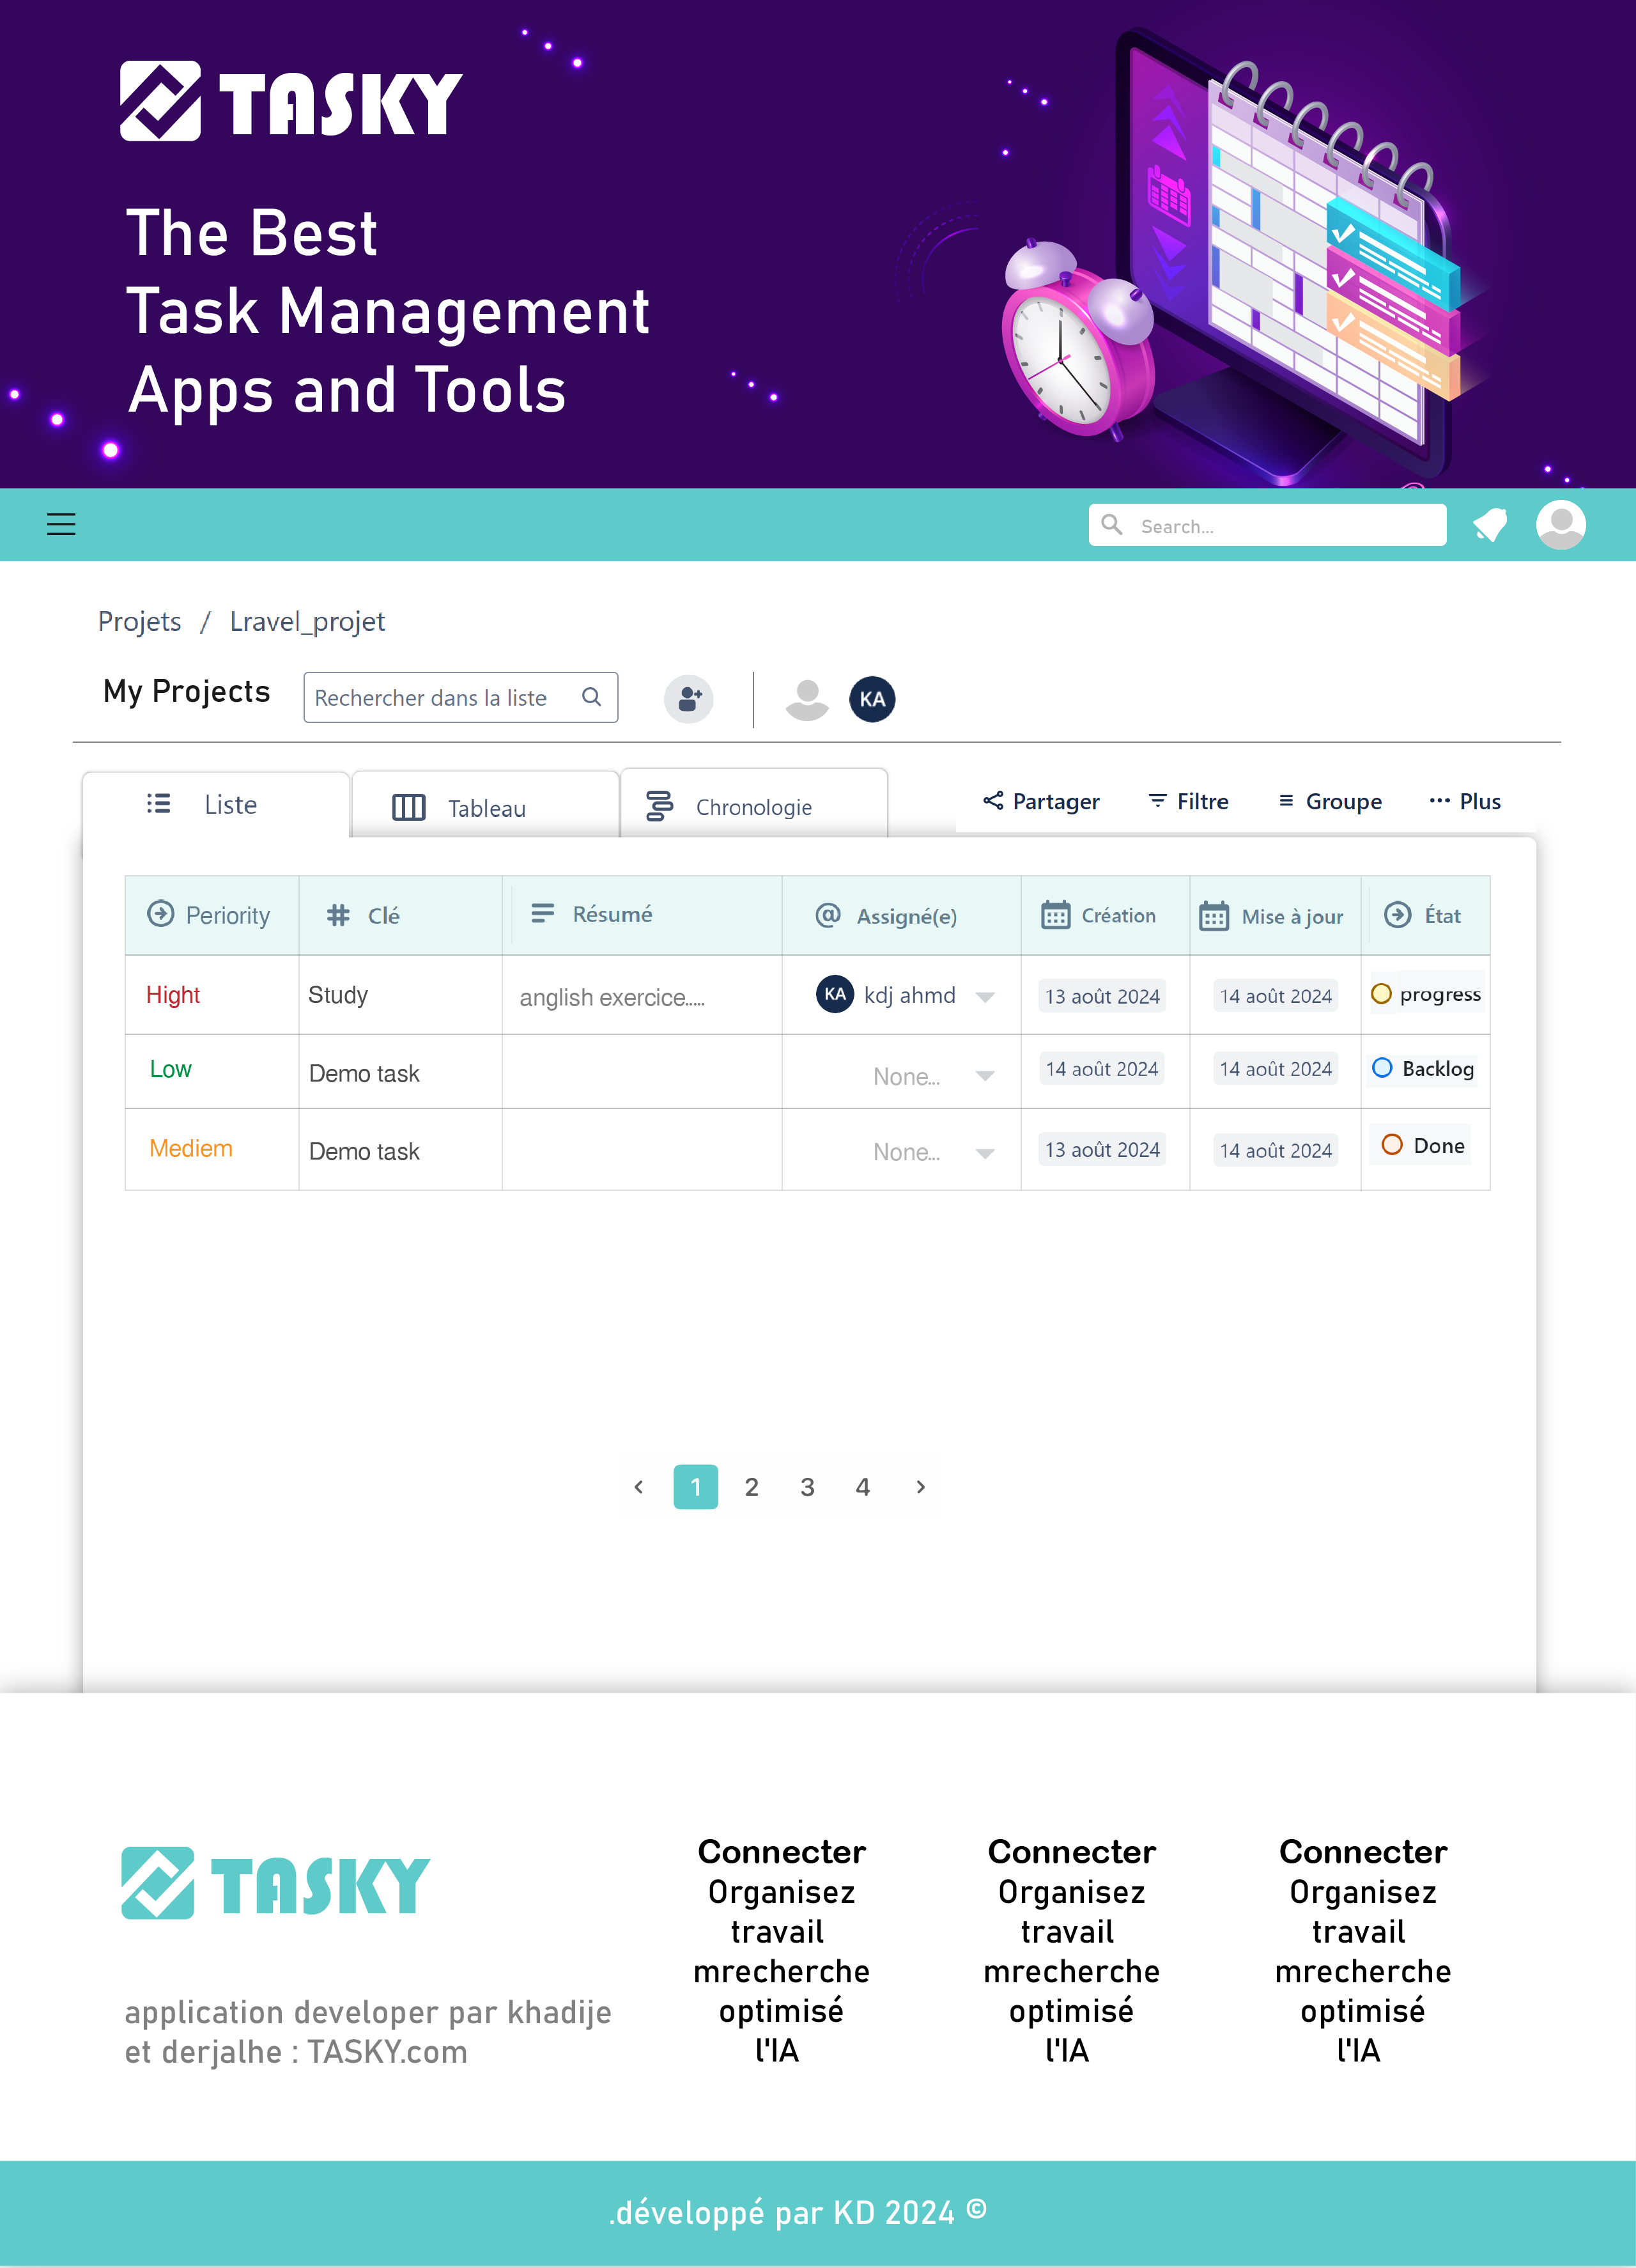 TASKY
The Best
Task Management
Apps and Tools
Search...
Projets / Lravel_projet
My Projects Rechercher dans la liste KA
Liste Tableau Chronologie Partager Filtre Groupe Plus
Periority Clé Résumé @ Assigné(e) Création Mise à jour État
Hight Study anglish exercice..... KA kdj ahmd 13 août 2024 14 août 2024 progress
Low Demo task None... 14 août 2024 14 août 2024 Backlog
Mediem Demo task None... 13 août 2024 14 août 2024 Done
‹ 1 2 3 4 ›
TASKY
application developer par khadije
et derjalhe : TASKY.com
Connecter
Organisez
travail
mrecherche
optimisé
l'IA
Connecter
Organisez
travail
mrecherche
optimisé
l'IA
Connecter
Organisez
travail
mrecherche
optimisé
l'IA
.développé par KD 2024 ©